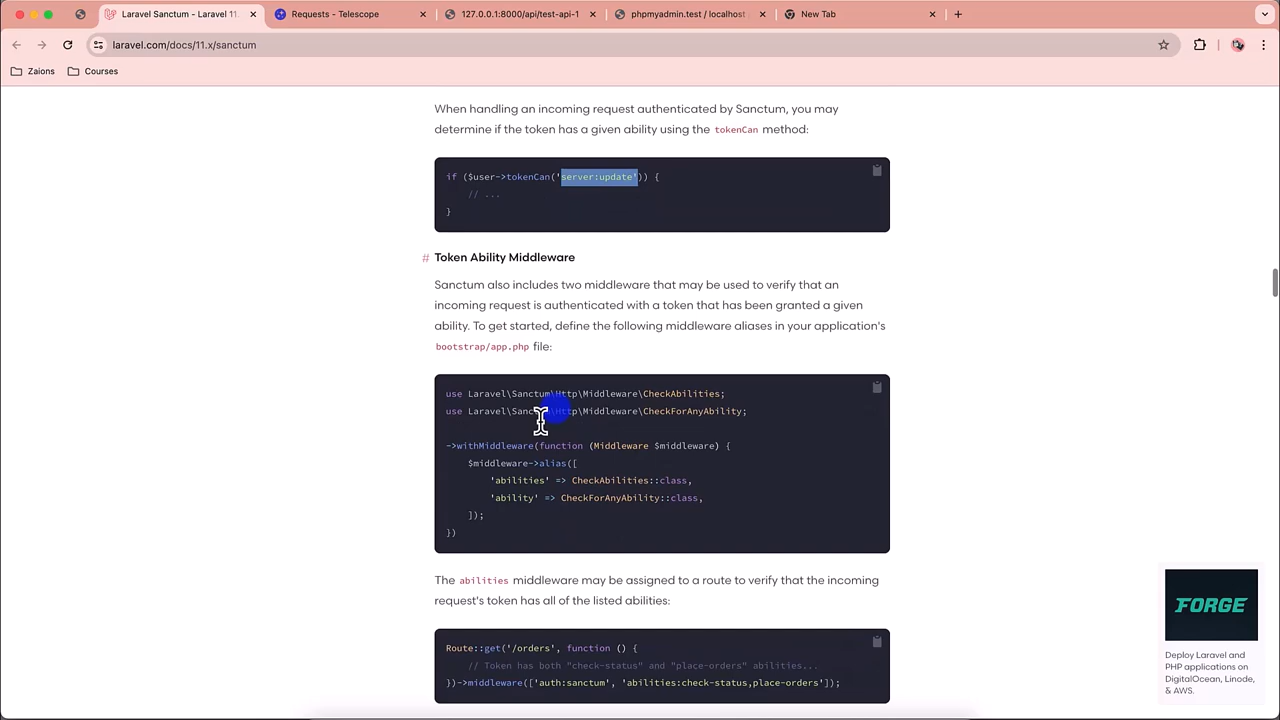 Laravel Sanctum - Laravel 11.
Requests - Telescope
127.0.0.1:8000/api/test-api-1
phpmyadmin.test / localhost
New Tab
laravel.com/docs/11.x/sanctum
Zaions
Courses
When handling an incoming request authenticated by Sanctum, you may
determine if the token has a given ability using the tokenCan method:
if ($user->tokenCan('server:update')) {
// ...
}
# Token Ability Middleware
Sanctum also includes two middleware that may be used to verify that an
incoming request is authenticated with a token that has been granted a given
ability. To get started, define the following middleware aliases in your application's
bootstrap/app.php file:
use Laravel\Sanctum\Http\Middleware\CheckAbilities;
use Laravel\Sanctum\Http\Middleware\CheckForAnyAbility;
->withMiddleware(function (Middleware $middleware) {
$middleware->alias([
'abilities' => CheckAbilities::class,
'ability' => CheckForAnyAbility::class,
]);
})
The abilities middleware may be assigned to a route to verify that the incoming
request's token has all of the listed abilities:
Route::get('/orders', function () {
// Token has both "check-status" and "place-orders" abilities...
})->middleware(['auth:sanctum', 'abilities:check-status,place-orders']);
FORGE
Deploy Laravel and
PHP applications on
DigitalOcean, Linode,
& AWS.